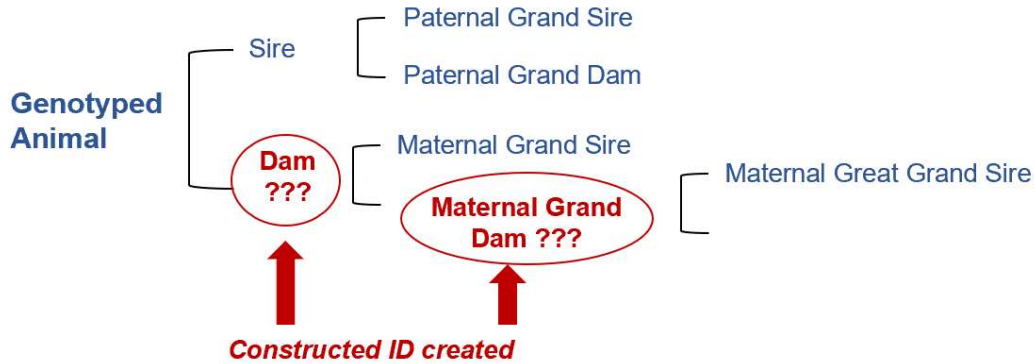 Paternal Grand Sire
Sire
Paternal Grand Dam
Genotyped
Animal
Maternal Grand Sire
Dam
???
Maternal Great Grand Sire
Maternal Grand
Dam ???
Constructed ID created